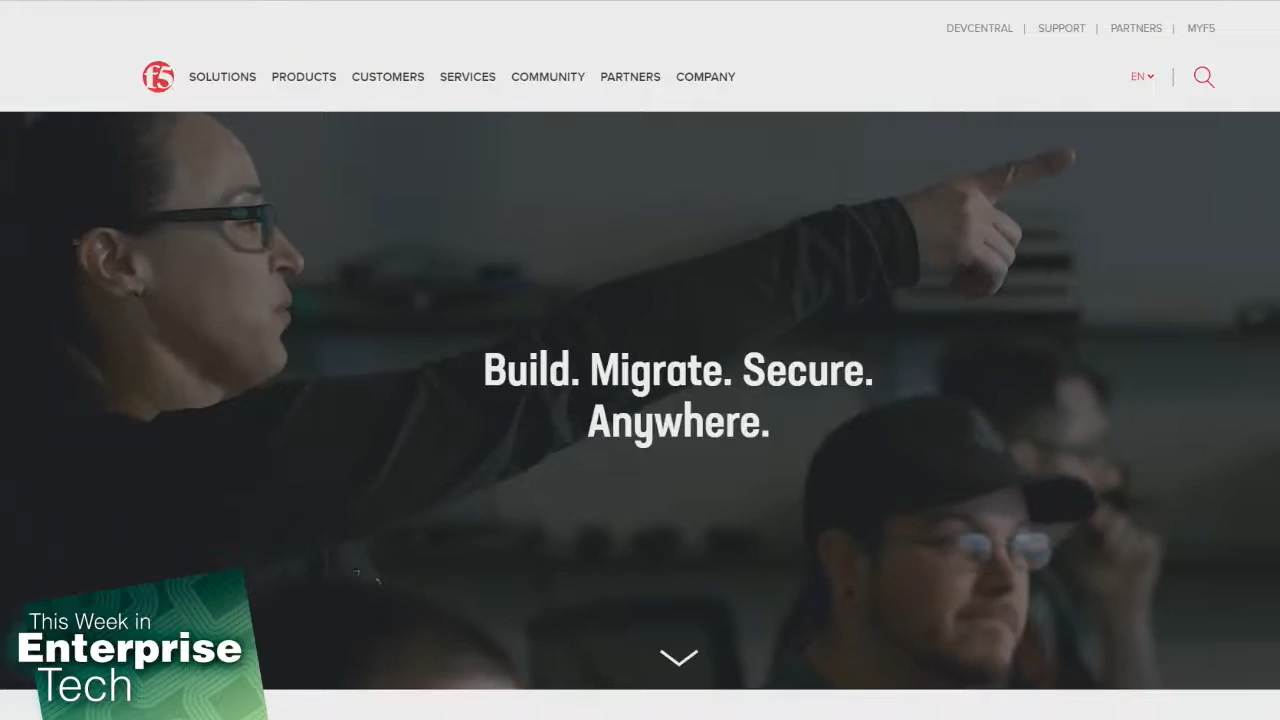 DEVCENTRAL | SUPPORT | PARTNERS | MYF5
f5 SOLUTIONS PRODUCTS CUSTOMERS SERVICES COMMUNITY PARTNERS COMPANY EN |
Build. Migrate. Secure.
Anywhere.
This Week in
Enterprise
Tech